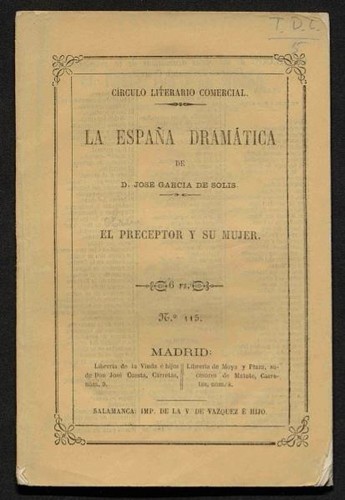 T. D. C.
CÍRCULO LITERARIO COMERCIAL.
LA ESPAÑA DRAMÁTICA
DE
D. JOSE GARCIA DE SOLIS
EL PRECEPTOR Y SU MUJER.
6 rs.
N.º 115.
MADRID:
Librería de la Viuda é hijos
de Don José Cuesta, Carretas,
núm. 9.
Librería de Moya y Plaza, su-
cesores de Matute, Carre-
tas, núm. 8.
SALAMANCA: IMP. DE LA V. DE VAZQUEZ É HIJO